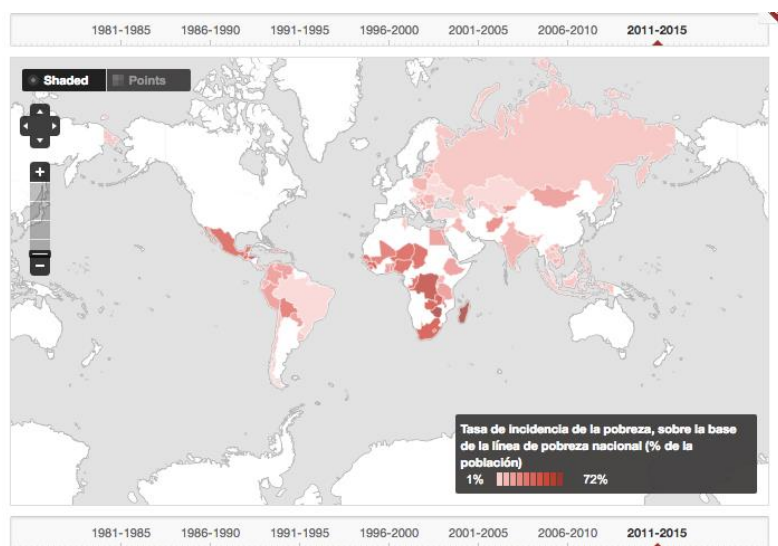 1981-1985 1986-1990 1991-1995 1996-2000 2001-2005 2006-2010 2011-2015
Shaded Points
+
−
Tasa de incidencia de la pobreza, sobre la base
de la línea de pobreza nacional (% de la
población)
1% 72%
1981-1985 1986-1990 1991-1995 1996-2000 2001-2005 2006-2010 2011-2015